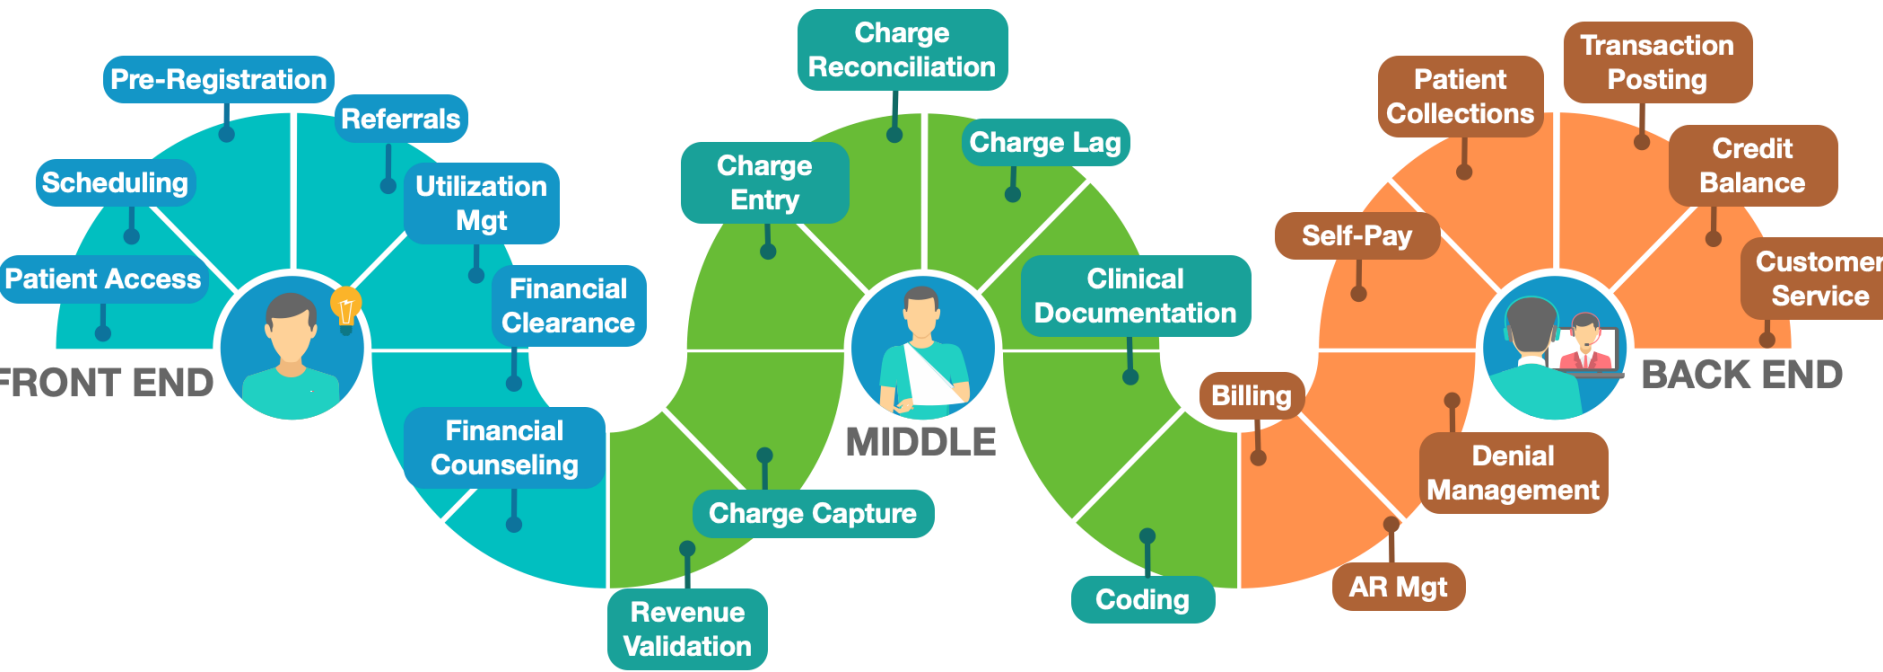 Patient Access
Scheduling
Pre-Registration
Referrals
Utilization
Mgt
Financial
Clearance
Financial
Counseling
FRONT END
Revenue
Validation
Charge Capture
Charge
Entry
Charge
Reconciliation
Charge Lag
Clinical
Documentation
Coding
MIDDLE
Billing
AR Mgt
Denial
Management
Self-Pay
Patient
Collections
Transaction
Posting
Credit
Balance
Customer
Service
BACK END